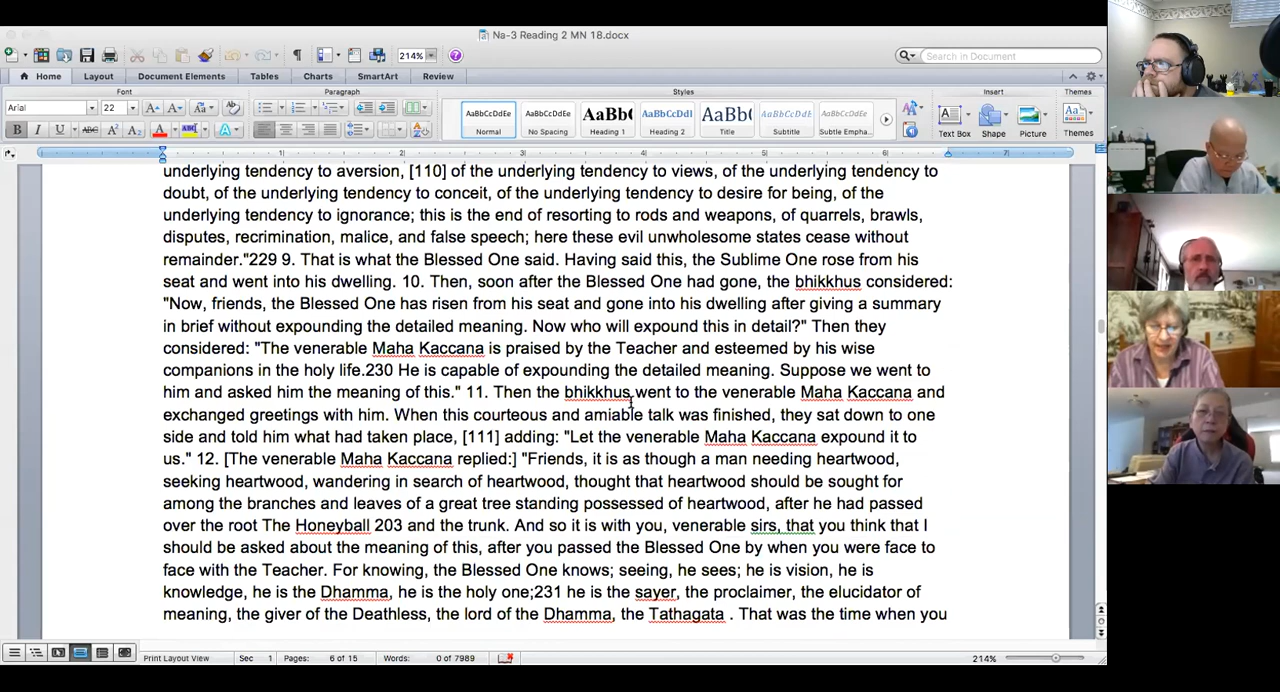 Na-3 Reading 2 MN 18.docx
214%
Search in Document
Home Layout Document Elements Tables Charts SmartArt Review
Font Paragraph Styles Insert Themes
Arial 22
AaBbCcDdEe AaBbCcDdEe AaBb( AaBbCcDdI AaBb( AaBbCcDdEe AaBbCcDdEe
Normal No Spacing Heading 1 Heading 2 Title Subtitle Subtle Empha...
Text Box Shape Picture Themes
1 2 3 4 5 6 7
underlying tendency to aversion, [110] of the underlying tendency to views, of the underlying tendency to
doubt, of the underlying tendency to conceit, of the underlying tendency to desire for being, of the
underlying tendency to ignorance; this is the end of resorting to rods and weapons, of quarrels, brawls,
disputes, recrimination, malice, and false speech; here these evil unwholesome states cease without
remainder."229 9. That is what the Blessed One said. Having said this, the Sublime One rose from his
seat and went into his dwelling. 10. Then, soon after the Blessed One had gone, the bhikkhus considered:
"Now, friends, the Blessed One has risen from his seat and gone into his dwelling after giving a summary
in brief without expounding the detailed meaning. Now who will expound this in detail?" Then they
considered: "The venerable Maha Kaccana is praised by the Teacher and esteemed by his wise
companions in the holy life.230 He is capable of expounding the detailed meaning. Suppose we went to
him and asked him the meaning of this." 11. Then the bhikkhus went to the venerable Maha Kaccana and
exchanged greetings with him. When this courteous and amiable talk was finished, they sat down to one
side and told him what had taken place, [111] adding: "Let the venerable Maha Kaccana expound it to
us." 12. [The venerable Maha Kaccana replied:] "Friends, it is as though a man needing heartwood,
seeking heartwood, wandering in search of heartwood, thought that heartwood should be sought for
among the branches and leaves of a great tree standing possessed of heartwood, after he had passed
over the root The Honeyball 203 and the trunk. And so it is with you, venerable sirs, that you think that I
should be asked about the meaning of this, after you passed the Blessed One by when you were face to
face with the Teacher. For knowing, the Blessed One knows; seeing, he sees; he is vision, he is
knowledge, he is the Dhamma, he is the holy one;231 he is the sayer, the proclaimer, the elucidator of
meaning, the giver of the Deathless, the lord of the Dhamma, the Tathagata . That was the time when you
Print Layout View Sec 1 Pages: 6 of 15 Words: 0 of 7989 214%